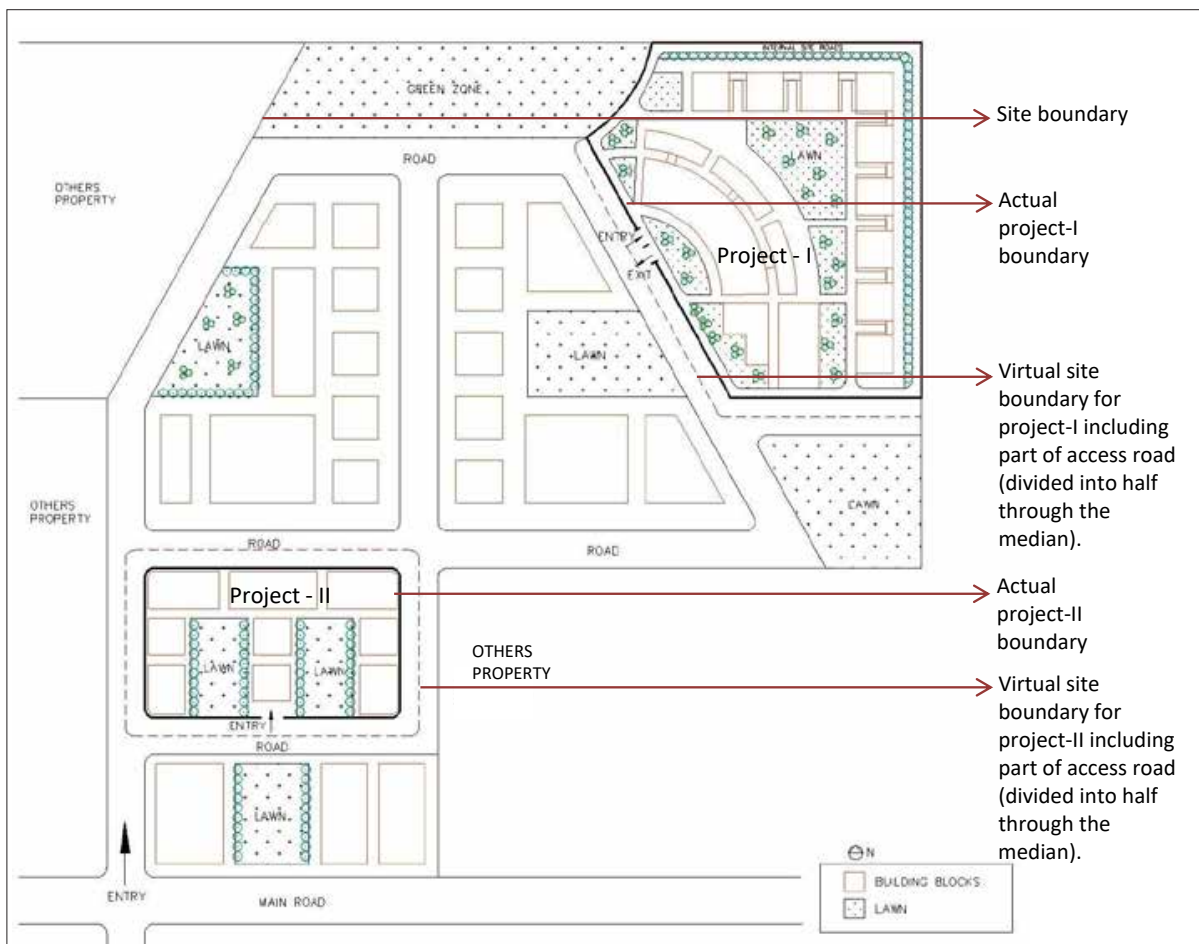 INTERNAL SITE ROADS
GREEN ZONE
Site boundary
ROAD
LAWN
OTHERS
PROPERTY
Actual
project-I
boundary
ENTRY
Project - I
EXIT
LAWN
LAWN
Virtual site
boundary for
project-I including
part of access road
(divided into half
through the
median).
OTHERS
PROPERTY
LAWN
ROAD
ROAD
Project - II
Actual
project-II
boundary
OTHERS
PROPERTY
LAWN
LAWN
Virtual site
boundary for
project-II including
part of access road
(divided into half
through the
median).
ENTRY
ROAD
LAWN
N
BUILDING BLOCKS
LAWN
ENTRY
MAIN ROAD